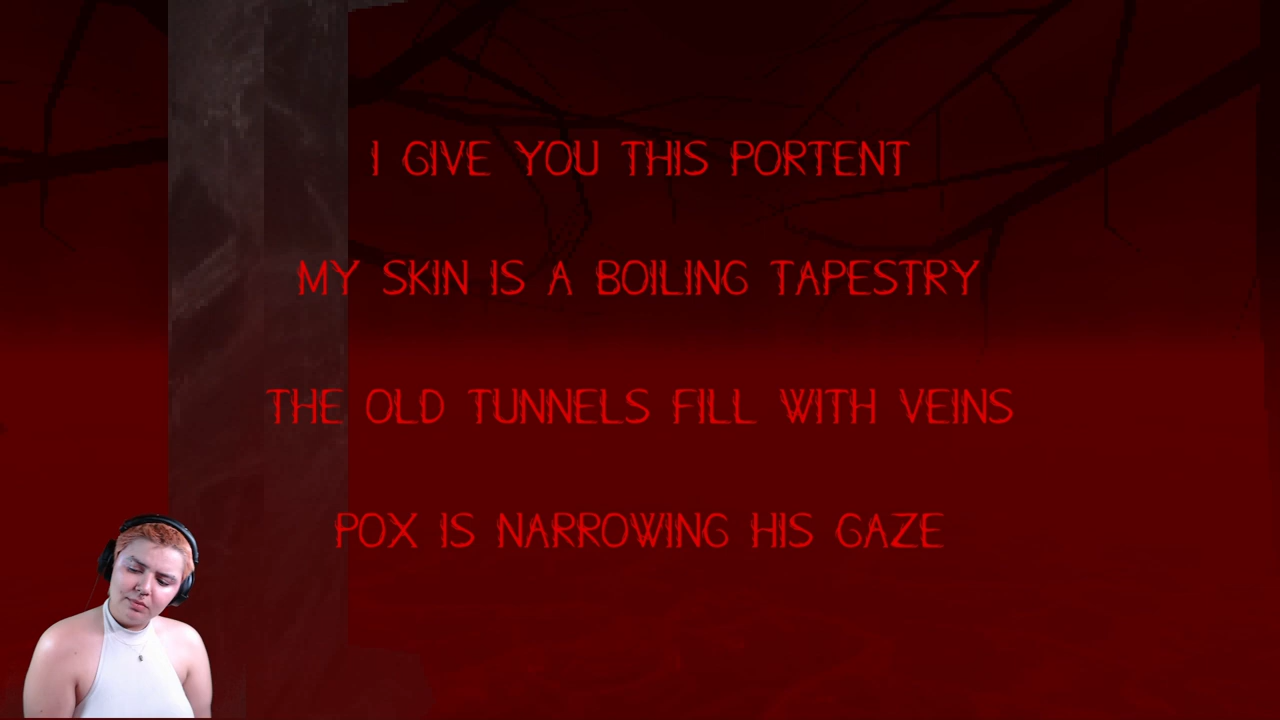 I GIVE YOU THIS PORTENT
MY SKIN IS A BOILING TAPESTRY
THE OLD TUNNELS FILL WITH VEINS
POX IS NARROWING HIS GAZE